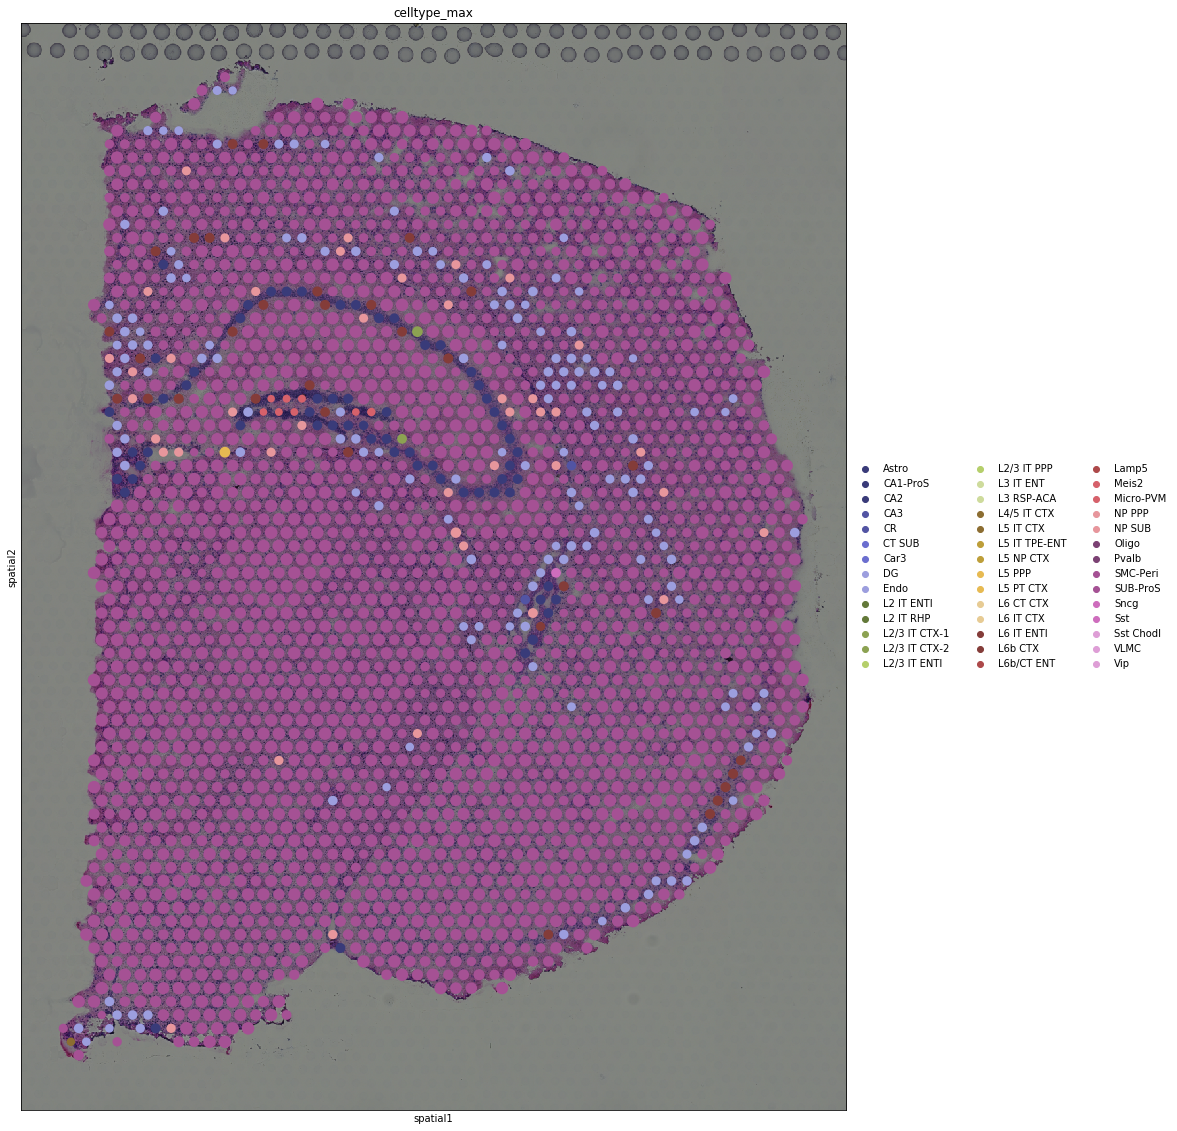 celltype_max
spatial2
spatial1
Astro
CA1-ProS
CA2
CA3
CR
CT SUB
Car3
DG
Endo
L2 IT ENTl
L2 IT RHP
L2/3 IT CTX-1
L2/3 IT CTX-2
L2/3 IT ENTl
L2/3 IT PPP
L3 IT ENT
L3 RSP-ACA
L4/5 IT CTX
L5 IT CTX
L5 IT TPE-ENT
L5 NP CTX
L5 PPP
L5 PT CTX
L6 CT CTX
L6 IT CTX
L6 IT ENTl
L6b CTX
L6b/CT ENT
Lamp5
Meis2
Micro-PVM
NP PPP
NP SUB
Oligo
Pvalb
SMC-Peri
SUB-ProS
Sncg
Sst
Sst Chodl
VLMC
Vip